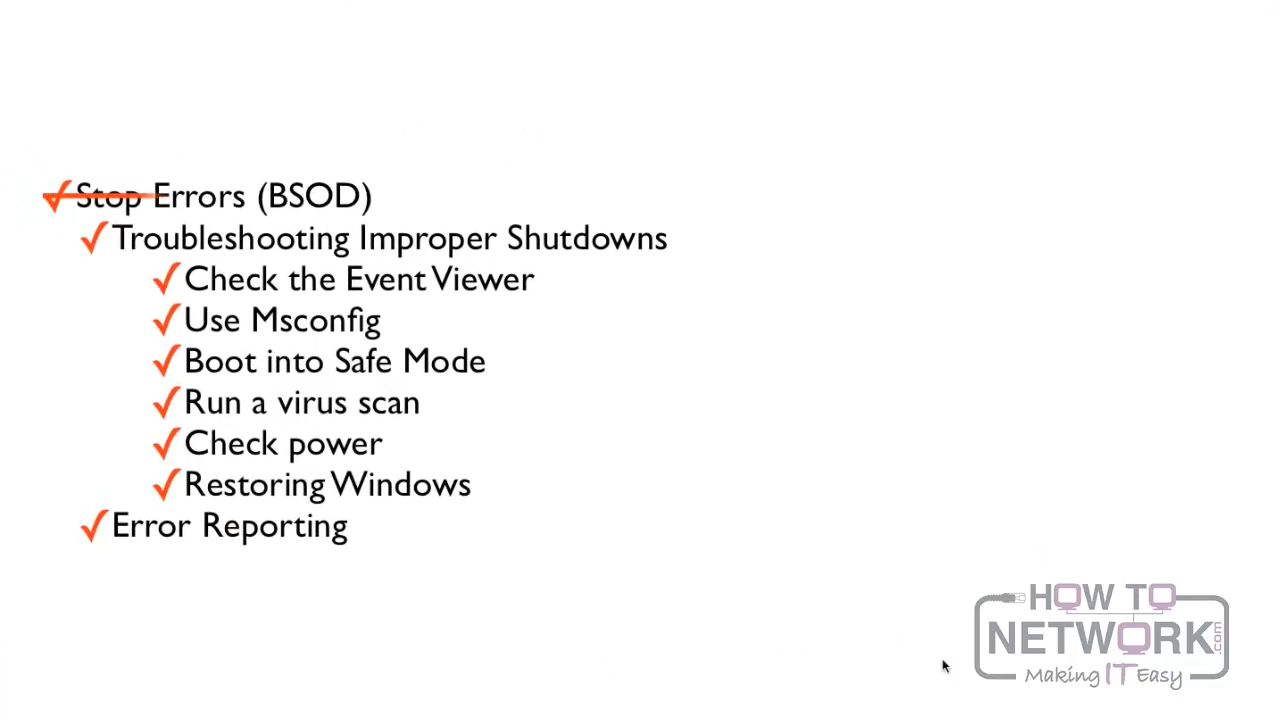 Stop Errors (BSOD)
Troubleshooting Improper Shutdowns
Check the Event Viewer
Use Msconfig
Boot into Safe Mode
Run a virus scan
Check power
Restoring Windows
Error Reporting
HOW TO
NETWORK.com
Making IT Easy